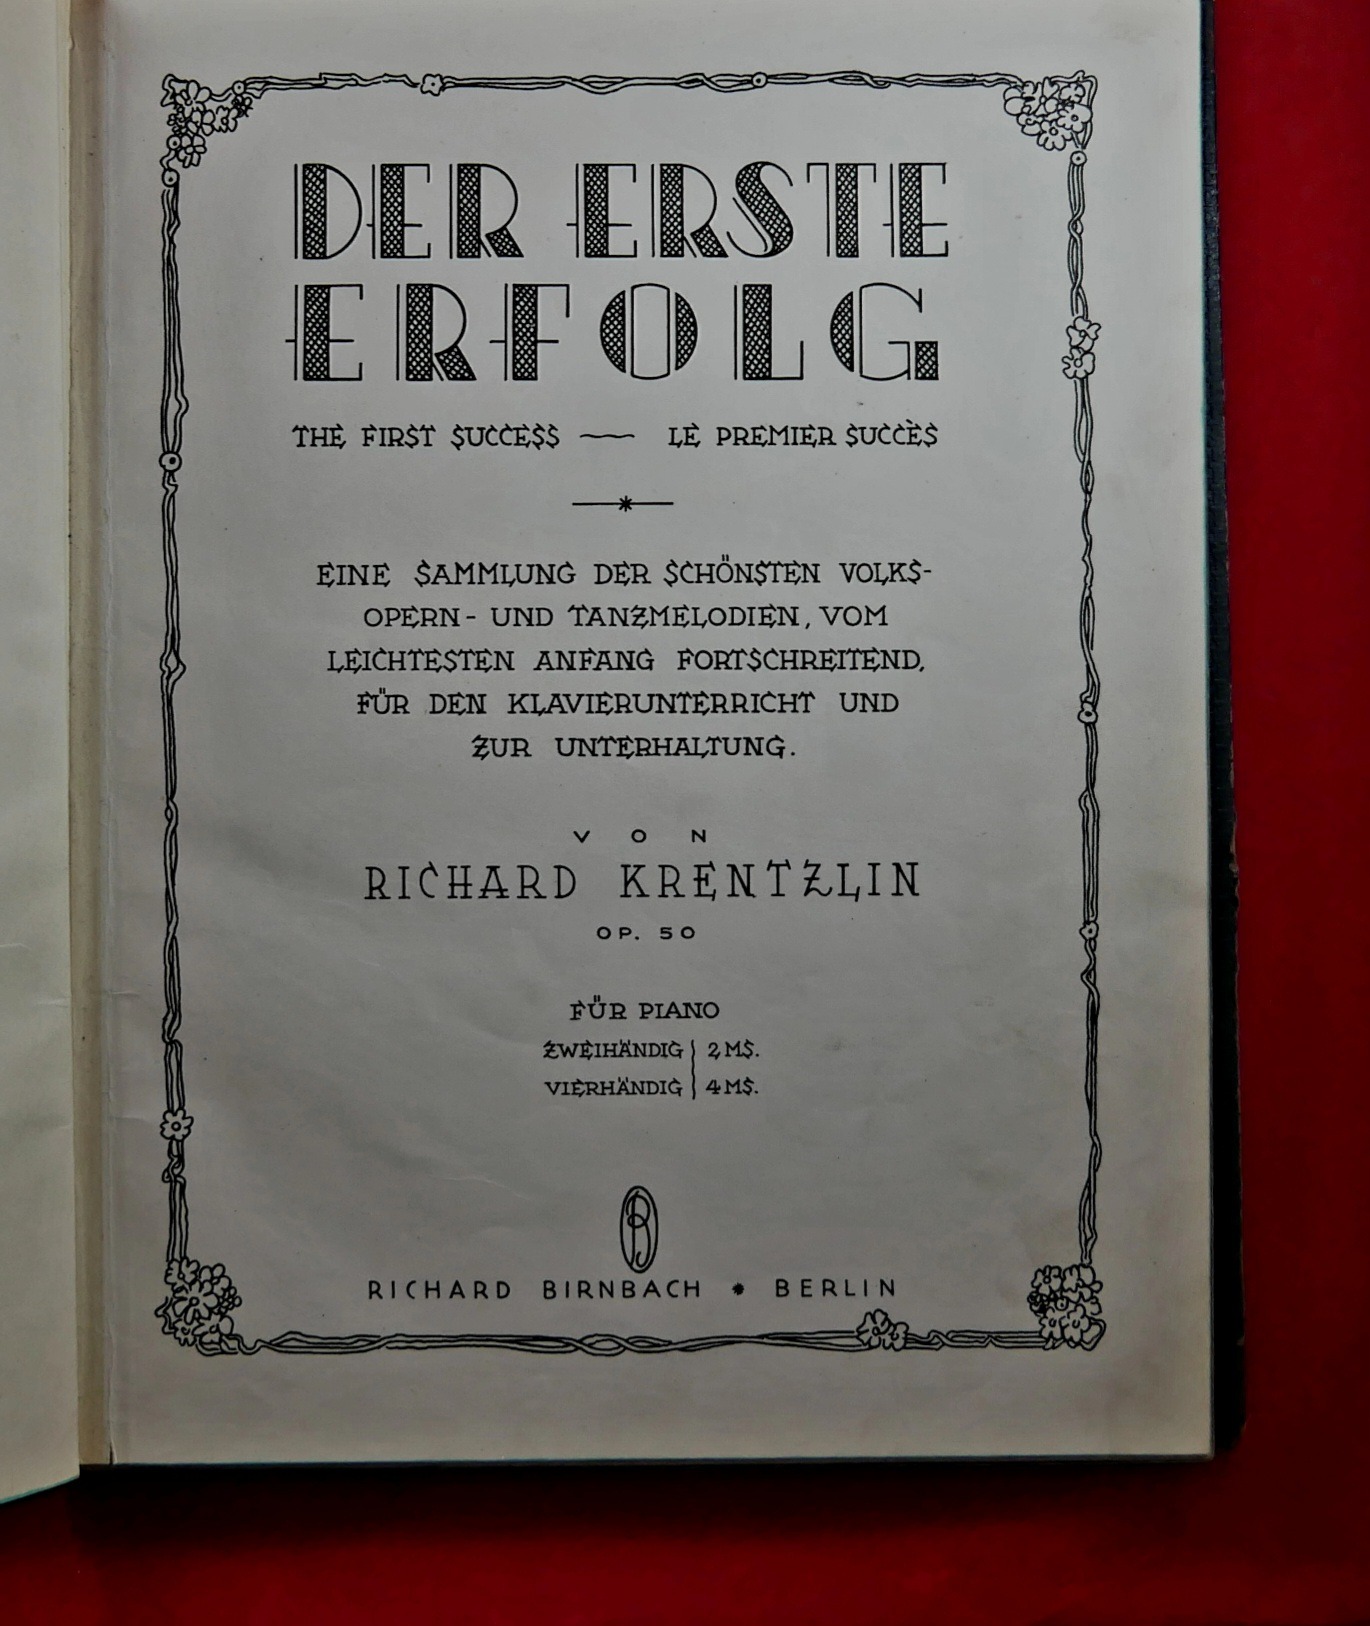 DER ERSTE
ERFOLG
THE FIRST SUCCESS — LE PREMIER SUCCÈS
EINE SAMMLUNG DER SCHÖNSTEN VOLKS-
OPERN- UND TANZMELODIEN, VOM
LEICHTESTEN ANFANG FORTSCHREITEND,
FÜR DEN KLAVIERUNTERRICHT UND
ZUR UNTERHALTUNG.
VON
RICHARD KRENTZLIN
OP. 50
FÜR PIANO
ZWEIHÄNDIG 2 MS.
VIERHÄNDIG 4 MS.
RB
RICHARD BIRNBACH * BERLIN